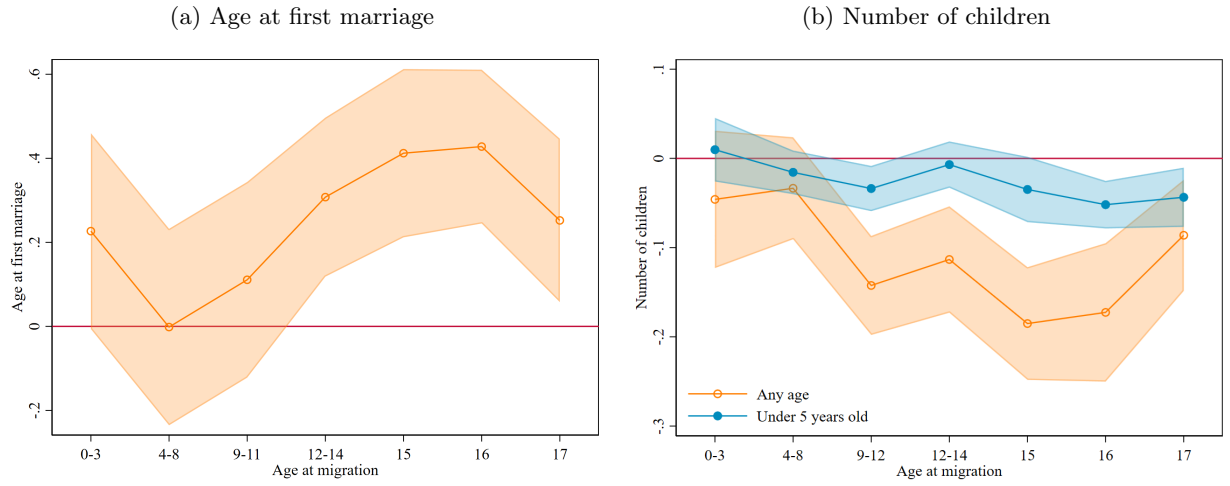 (a) Age at first marriage
Age at first marriage
.6
.4
.2
0
-.2
0-3 4-8 9-11 12-14 15 16 17
Age at migration
(b) Number of children
Number of children
.1
0
-.1
-.2
-.3
Any age
Under 5 years old
0-3 4-8 9-12 12-14 15 16 17
Age at migration